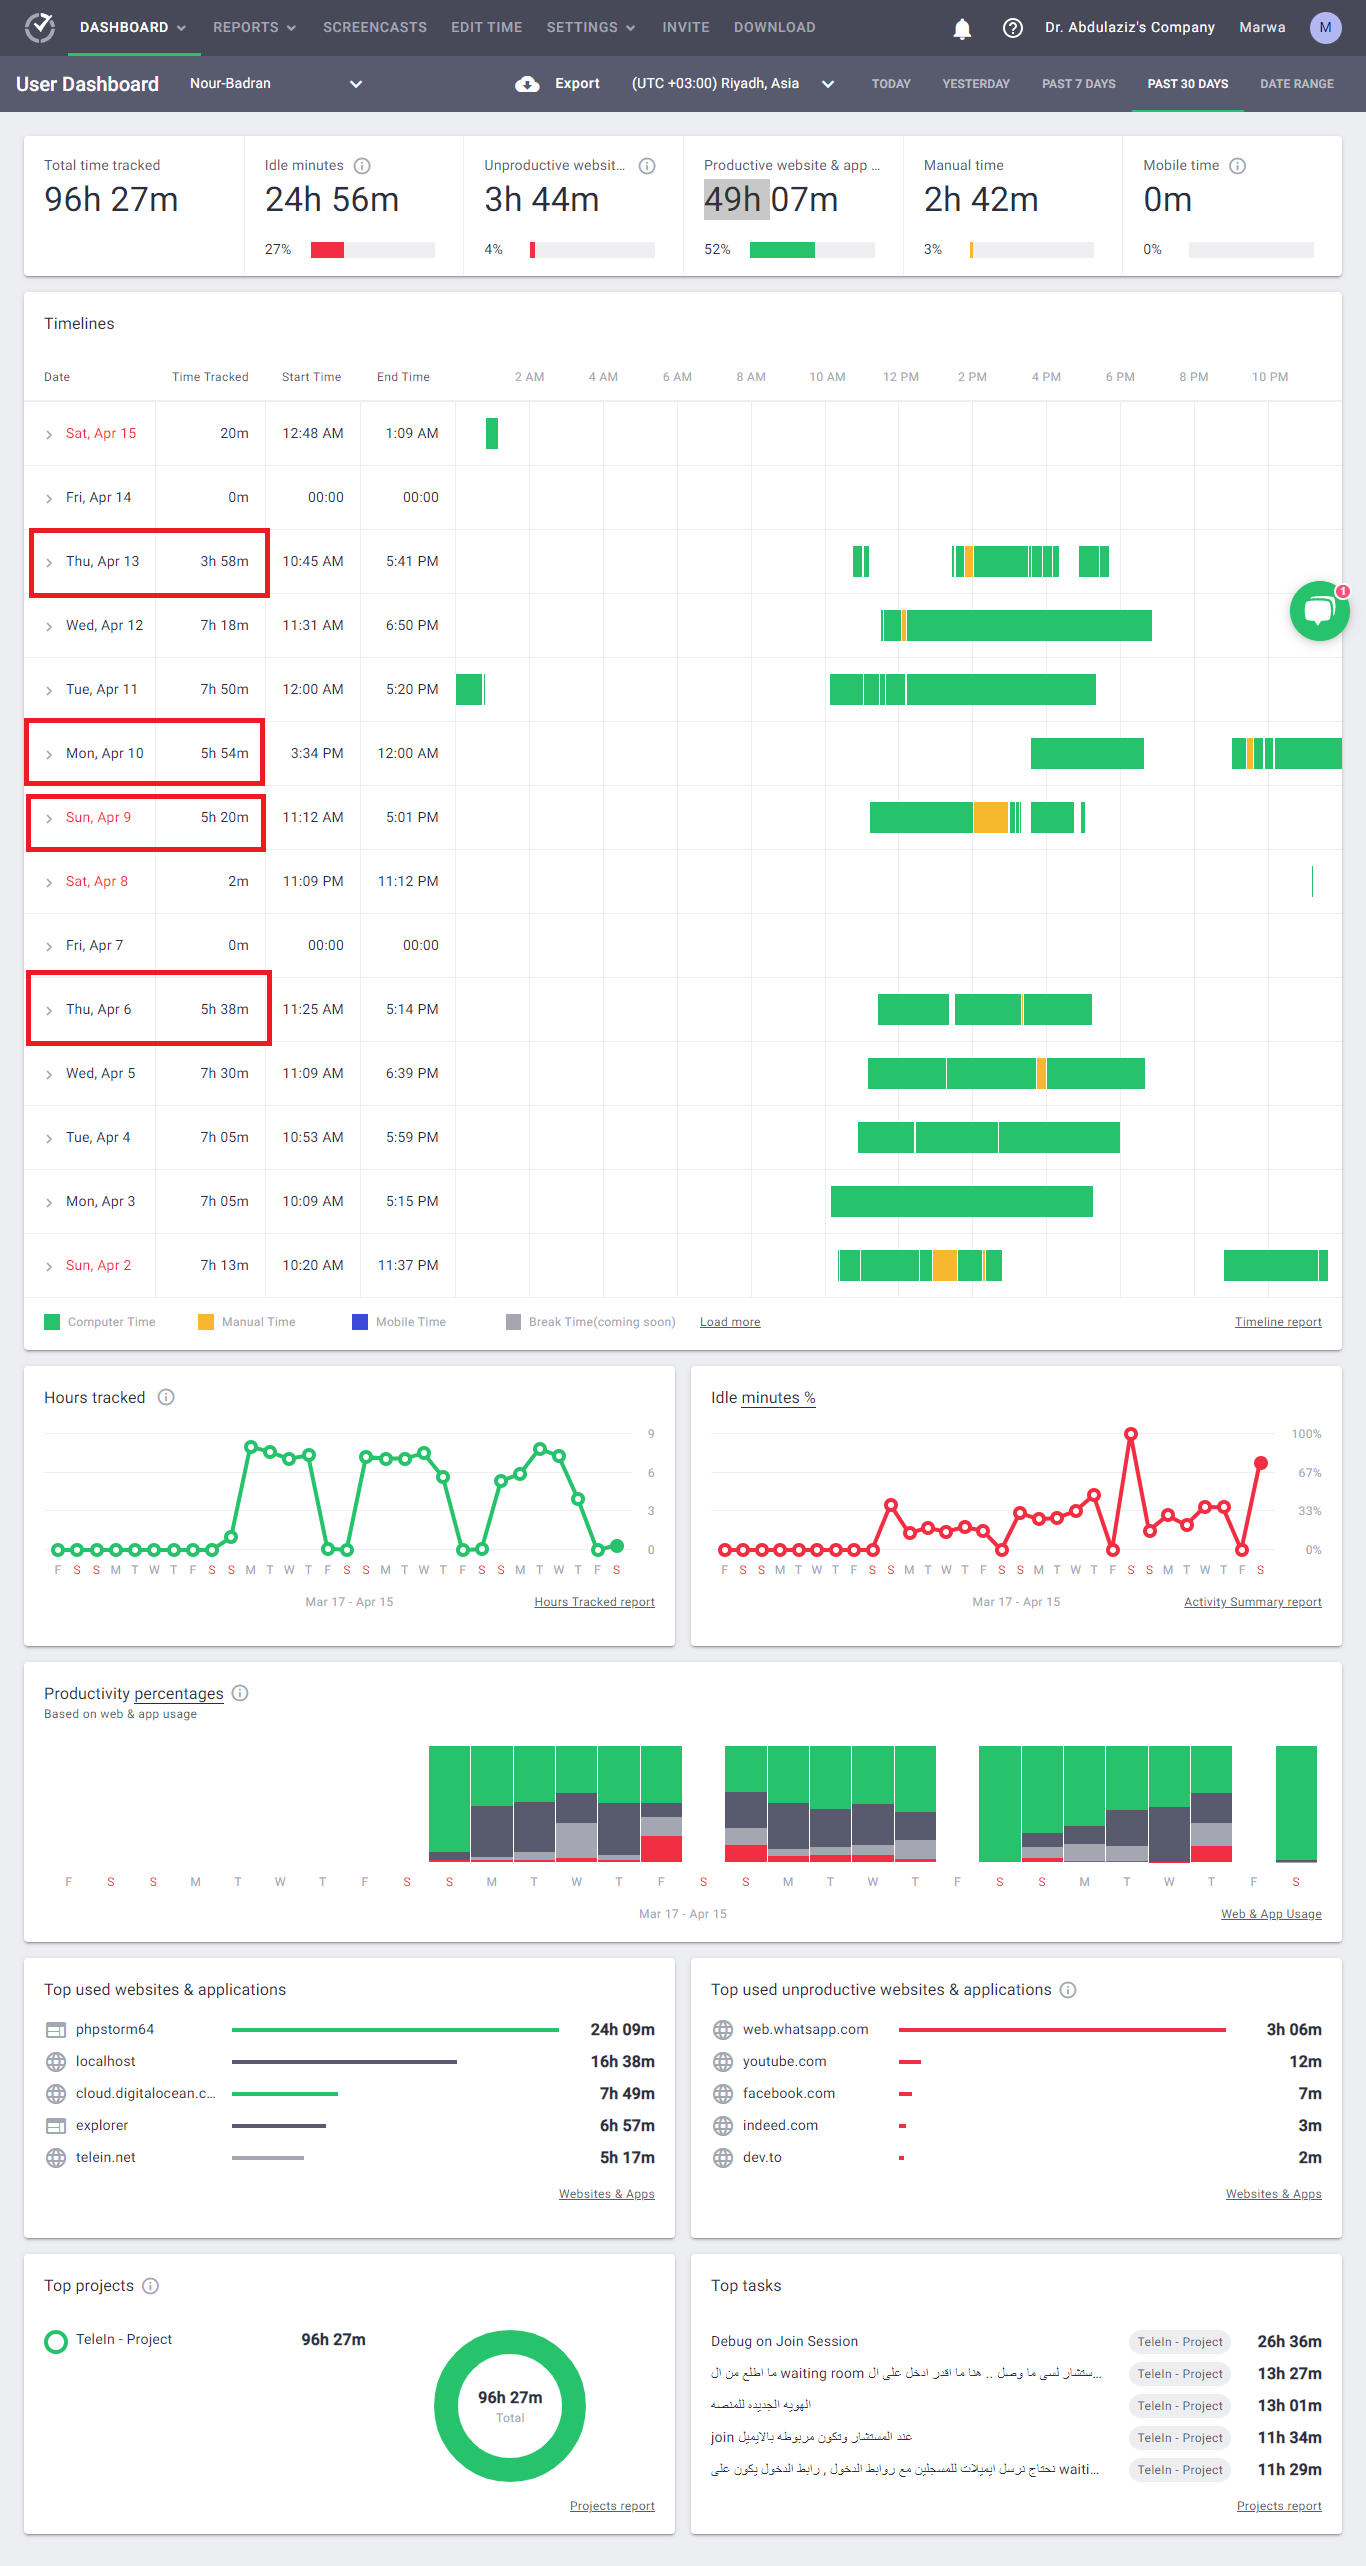 DASHBOARD REPORTS SCREENCASTS EDIT TIME SETTINGS INVITE DOWNLOAD Dr. Abdulaziz's Company Marwa M
User Dashboard Nour-Badran Export (UTC +03:00) Riyadh, Asia TODAY YESTERDAY PAST 7 DAYS PAST 30 DAYS DATE RANGE
Total time tracked Idle minutes Unproductive websit... Productive website & app ... Manual time Mobile time
96h 27m 24h 56m 3h 44m 49h 07m 2h 42m 0m
27% 4% 52% 3% 0%
Timelines
Date Time Tracked Start Time End Time 2 AM 4 AM 6 AM 8 AM 10 AM 12 PM 2 PM 4 PM 6 PM 8 PM 10 PM
Sat, Apr 15 20m 12:48 AM 1:09 AM
Fri, Apr 14 0m 00:00 00:00
Thu, Apr 13 3h 58m 10:45 AM 5:41 PM
1
Wed, Apr 12 7h 18m 11:31 AM 6:50 PM
Tue, Apr 11 7h 50m 12:00 AM 5:20 PM
Mon, Apr 10 5h 54m 3:34 PM 12:00 AM
Sun, Apr 9 5h 20m 11:12 AM 5:01 PM
Sat, Apr 8 2m 11:09 PM 11:12 PM
Fri, Apr 7 0m 00:00 00:00
Thu, Apr 6 5h 38m 11:25 AM 5:14 PM
Wed, Apr 5 7h 30m 11:09 AM 6:39 PM
Tue, Apr 4 7h 05m 10:53 AM 5:59 PM
Mon, Apr 3 7h 05m 10:09 AM 5:15 PM
Sun, Apr 2 7h 13m 10:20 AM 11:37 PM
Computer Time Manual Time Mobile Time Break Time(coming soon) Load more Timeline report
Hours tracked
9
6
3
0
F S S M T W T F S S M T W T F S S M T W T F S S M T W T F S
Mar 17 - Apr 15 Hours Tracked report
Idle minutes %
100%
67%
33%
0%
F S S M T W T F S S M T W T F S S M T W T F S S M T W T F S
Mar 17 - Apr 15 Activity Summary report
Productivity percentages
Based on web & app usage
F S S M T W T F S S M T W T F S S M T W T F S S M T W T F S
Mar 17 - Apr 15 Web & App Usage
Top used websites & applications
phpstorm64 24h 09m
localhost 16h 38m
cloud.digitalocean.c... 7h 49m
explorer 6h 57m
telein.net 5h 17m
Websites & Apps
Top used unproductive websites & applications
web.whatsapp.com 3h 06m
youtube.com 12m
facebook.com 7m
indeed.com 3m
dev.to 2m
Websites & Apps
Top projects
TeleIn - Project 96h 27m
96h 27m
Total
Projects report
Top tasks
Debug on Join Session TeleIn - Project 26h 36m
ما اطلع من ال waiting room ستشار لسى ما وصل .. هنا ما اقدر ادخل على ال... TeleIn - Project 13h 27m
الهويه الجديده للمنصه TeleIn - Project 13h 01m
join عند المستشار وتكون مربوطه بالايميل TeleIn - Project 11h 34m
نحتاج نرسل ايميلات للمسجلين مع روابط الدخول , رابط الدخول يكون على waiti... TeleIn - Project 11h 29m
Projects report